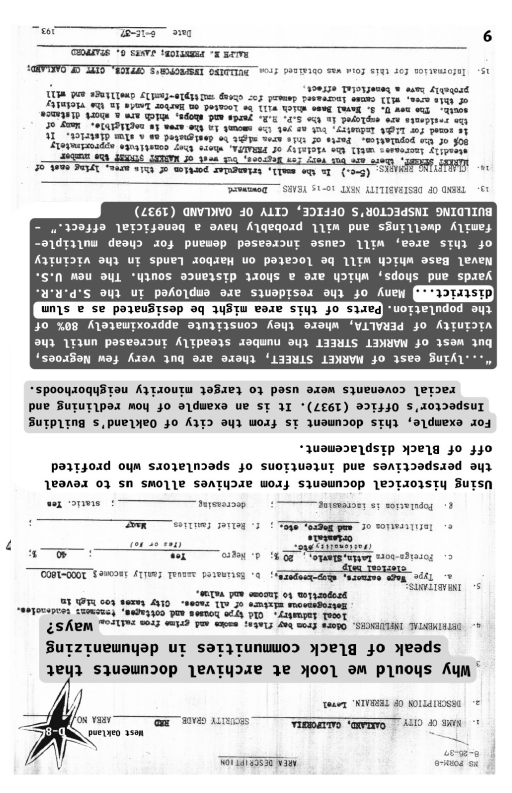 NS FORM-8
8-26-37
AREA DESCRIPTION
1. NAME OF CITY OAKLAND, CALIFORNIA SECURITY GRADE RED AREA NO. D-8
West Oakland
2. DESCRIPTION OF TERRAIN. Level
3
Why should we look at archival documents that
speak of Black communities in dehumanizing
ways?
4. DETRIMENTAL INFLUENCES. Odors from bay flats; smoke and grime from railroad
local industry. Old type houses and cottages, tenement tendencies.
Hetrogeneous mixture of all races. City taxes too high in
proportion to income and value.
5. INHABITANTS:
a. Type Wage earners, shop-keepers, ; b. Estimated annual family income $ 1000-1800
clerical help
c. Foreign-born Latin, Slavic, 20 %; d. Negro Yes ; 40 %;
(Nationality) etc. (Yes or No)
Orientals
e. Infiltration of and Negro, etc. ; f. Relief families Many ;
g. Population is increasing ; decreasing ; static. Yes
Using historical documents from archives allows us to reveal
the perspectives and intentions of speculators who profited
off of Black displacement.
For example, this document is from the city of Oakland's Building
Inspector's Office (1937). It is an example of how redlining and
racial covenants were used to target minority neighborhoods.
"...lying east of MARKET STREET, there are but very few Negroes,
but west of MARKET STREET the number steadily increased until the
vicinity of PERALTA, where they constitute approximately 80% of
the population. Parts of this area might be designated as a slum
district... Many of the residents are employed in the S.P.R.R.
yards and shops, which are a short distance south. The new U.S.
Naval Base which will be located on Harbor Lands in the vicinity
of this area, will cause increased demand for cheap multiple-
family dwellings and will probably have a beneficial effect." -
BUILDING INSPECTOR'S OFFICE, CITY OF OAKLAND (1937)
13. TREND OF DESIRABILITY NEXT 10-15 YEARS Downward
14. CLARIFYING REMARKS: (5-c.) In the small, triangular portion of this area, lying east of
MARKET STREET, there are but very few Negroes, but west of MARKET STREET the number
steadily increases until the vicinity of PERALTA, where they constitute approximately
80% of the population. Parts of this area might be designated as a slum district. It
is zoned for Light Industry, but as yet the amount in the area is negligible. Many of
the residents are employed in the S.P. R.R. yards and shops, which are a short distance
south. The new U. S. Naval Base which will be located on Harbor Lands in the vicinity
of this area, will cause increased demand for cheap multiple-family dwellings and will
probably have a beneficial effect.
15. Information for this form was obtained from BUILDING INSPECTOR'S OFFICE, CITY OF OAKLAND;
RALPH E. PRENTICE; JAMES G. STAFFORD
Date 6-15-37 103
9